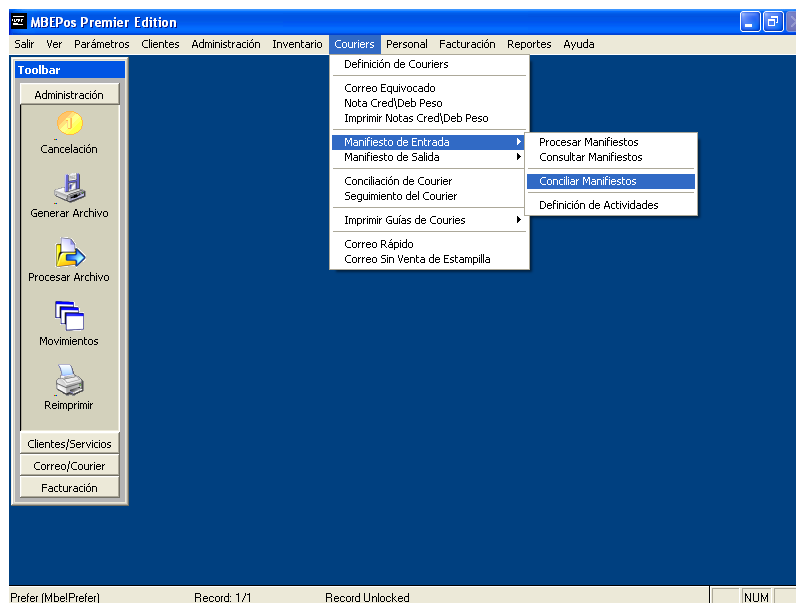 MBEPos Premier Edition
Salir Ver Parámetros Clientes Administración Inventario Couriers Personal Facturación Reportes Ayuda
Toolbar
Administración
Cancelación
Generar Archivo
Procesar Archivo
Movimientos
Reimprimir
Clientes/Servicios
Correo/Courier
Facturación
Definición de Couriers
Correo Equivocado
Nota Cred\Deb Peso
Imprimir Notas Cred\Deb Peso
Manifiesto de Entrada
Manifiesto de Salida
Conciliación de Courier
Seguimiento del Courier
Imprimir Guías de Couries
Correo Rápido
Correo Sin Venta de Estampilla
Procesar Manifiestos
Consultar Manifiestos
Conciliar Manifiestos
Definición de Actividades
Prefer (Mbe!Prefer) Record: 1/1 Record Unlocked NUM